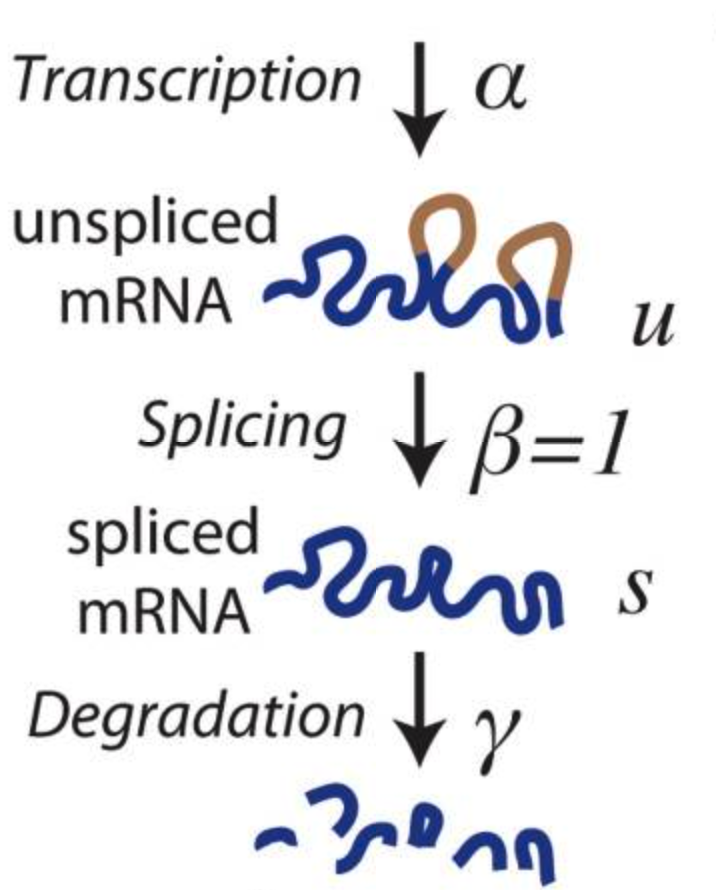 Transcription α
unspliced
mRNA
u
Splicing β=1
spliced
mRNA s
Degradation γ